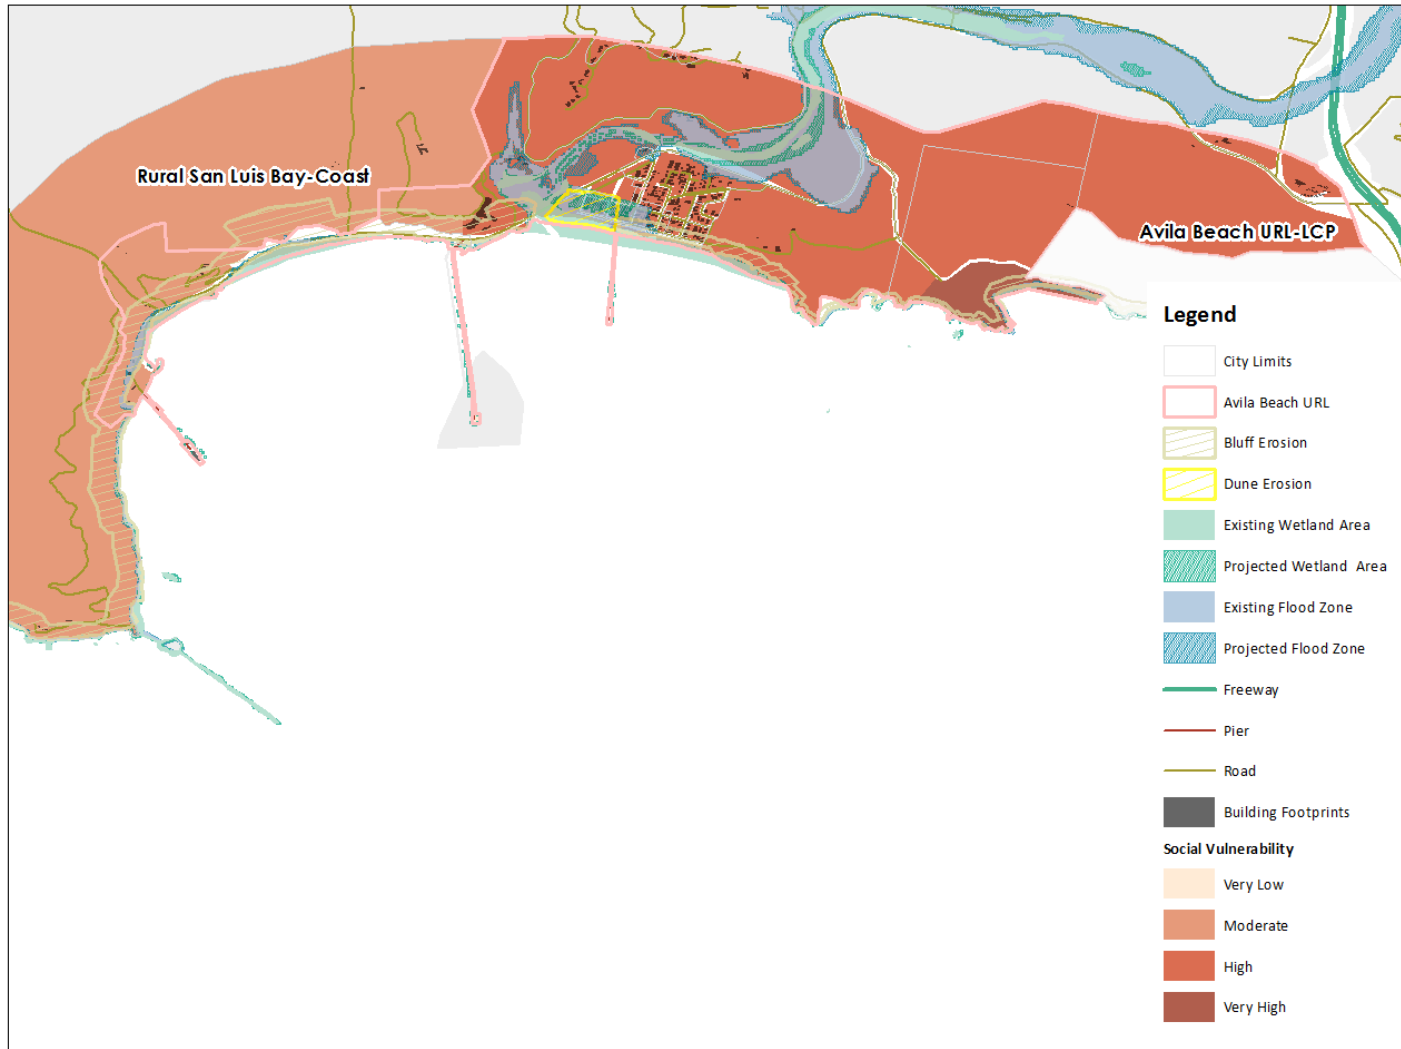 Rural San Luis Bay-Coast
Avila Beach URL-LCP
Legend
City Limits
Avila Beach URL
Bluff Erosion
Dune Erosion
Existing Wetland Area
Projected Wetland Area
Existing Flood Zone
Projected Flood Zone
Freeway
Pier
Road
Building Footprints
Social Vulnerability
Very Low
Moderate
High
Very High